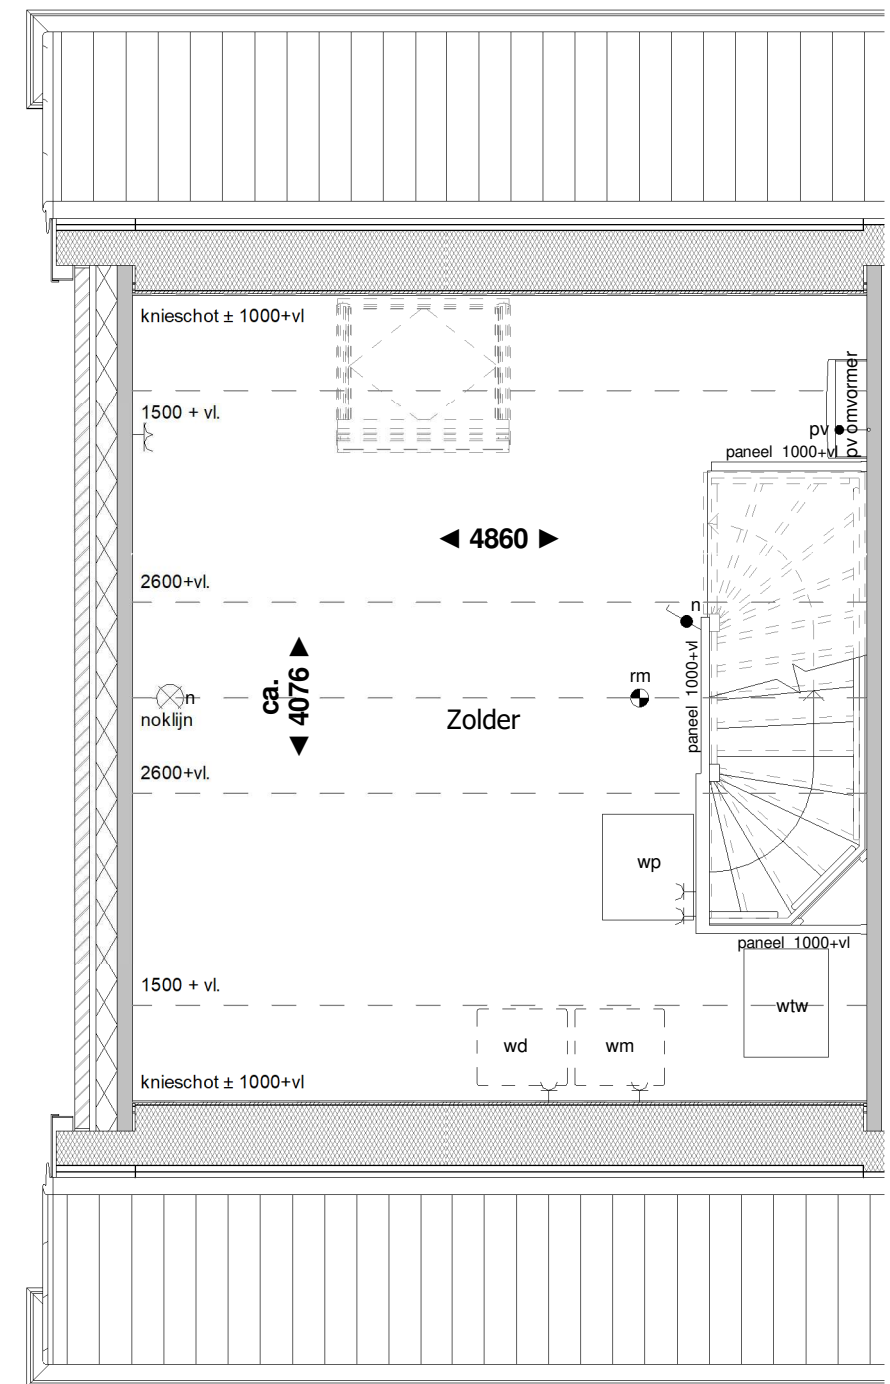 knieschot ± 1000+vl
1500 + vl.
pv omvormer
pv
paneel 1000+vl
4860
2600+vl.
n
paneel 1000+vl
ca.
4076
rm
n
noklijn
Zolder
2600+vl.
wp
paneel 1000+vl
1500 + vl.
wtw
wd
wm
knieschot ± 1000+vl